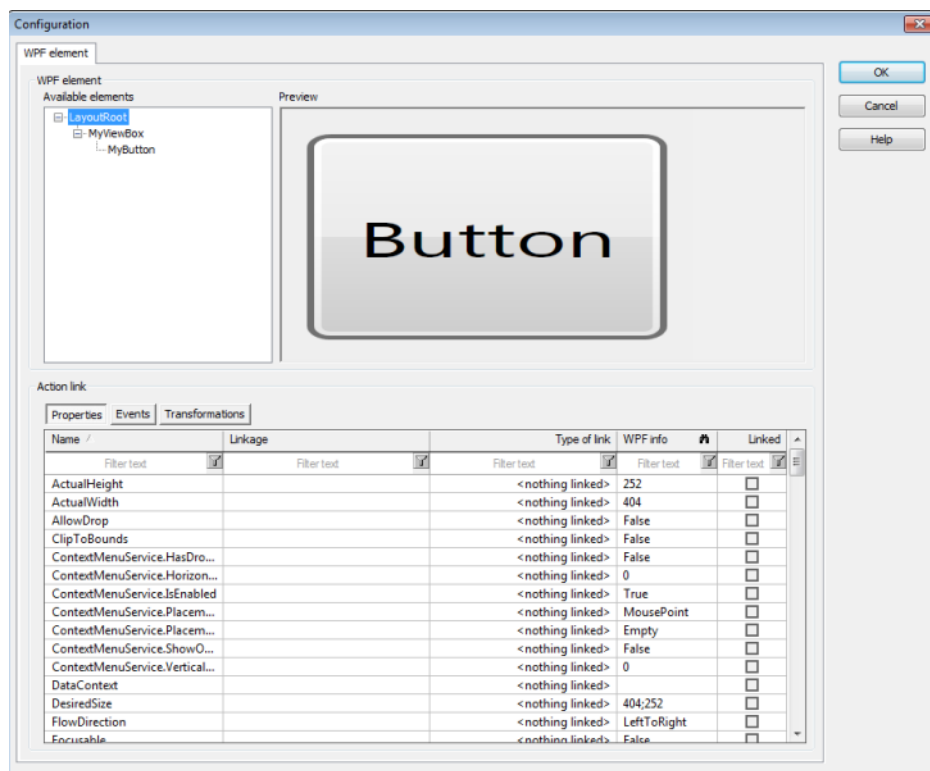 Configuration
WPF element
WPF element
Available elements
Preview
LayoutRoot
MyViewBox
MyButton
Button
OK
Cancel
Help
Action link
Properties Events Transformations
Name Linkage Type of link WPF info Linked
Filter text Filter text Filter text Filter text Filter text
ActualHeight <nothing linked> 252
ActualWidth <nothing linked> 404
AllowDrop <nothing linked> False
ClipToBounds <nothing linked> False
ContextMenuService.HasDro... <nothing linked> False
ContextMenuService.Horizon... <nothing linked> 0
ContextMenuService.IsEnabled <nothing linked> True
ContextMenuService.Placem... <nothing linked> MousePoint
ContextMenuService.Placem... <nothing linked> Empty
ContextMenuService.ShowO... <nothing linked> False
ContextMenuService.Vertical... <nothing linked> 0
DataContext <nothing linked>
DesiredSize <nothing linked> 404;252
FlowDirection <nothing linked> LeftToRight
Focusable <nothing linked> False